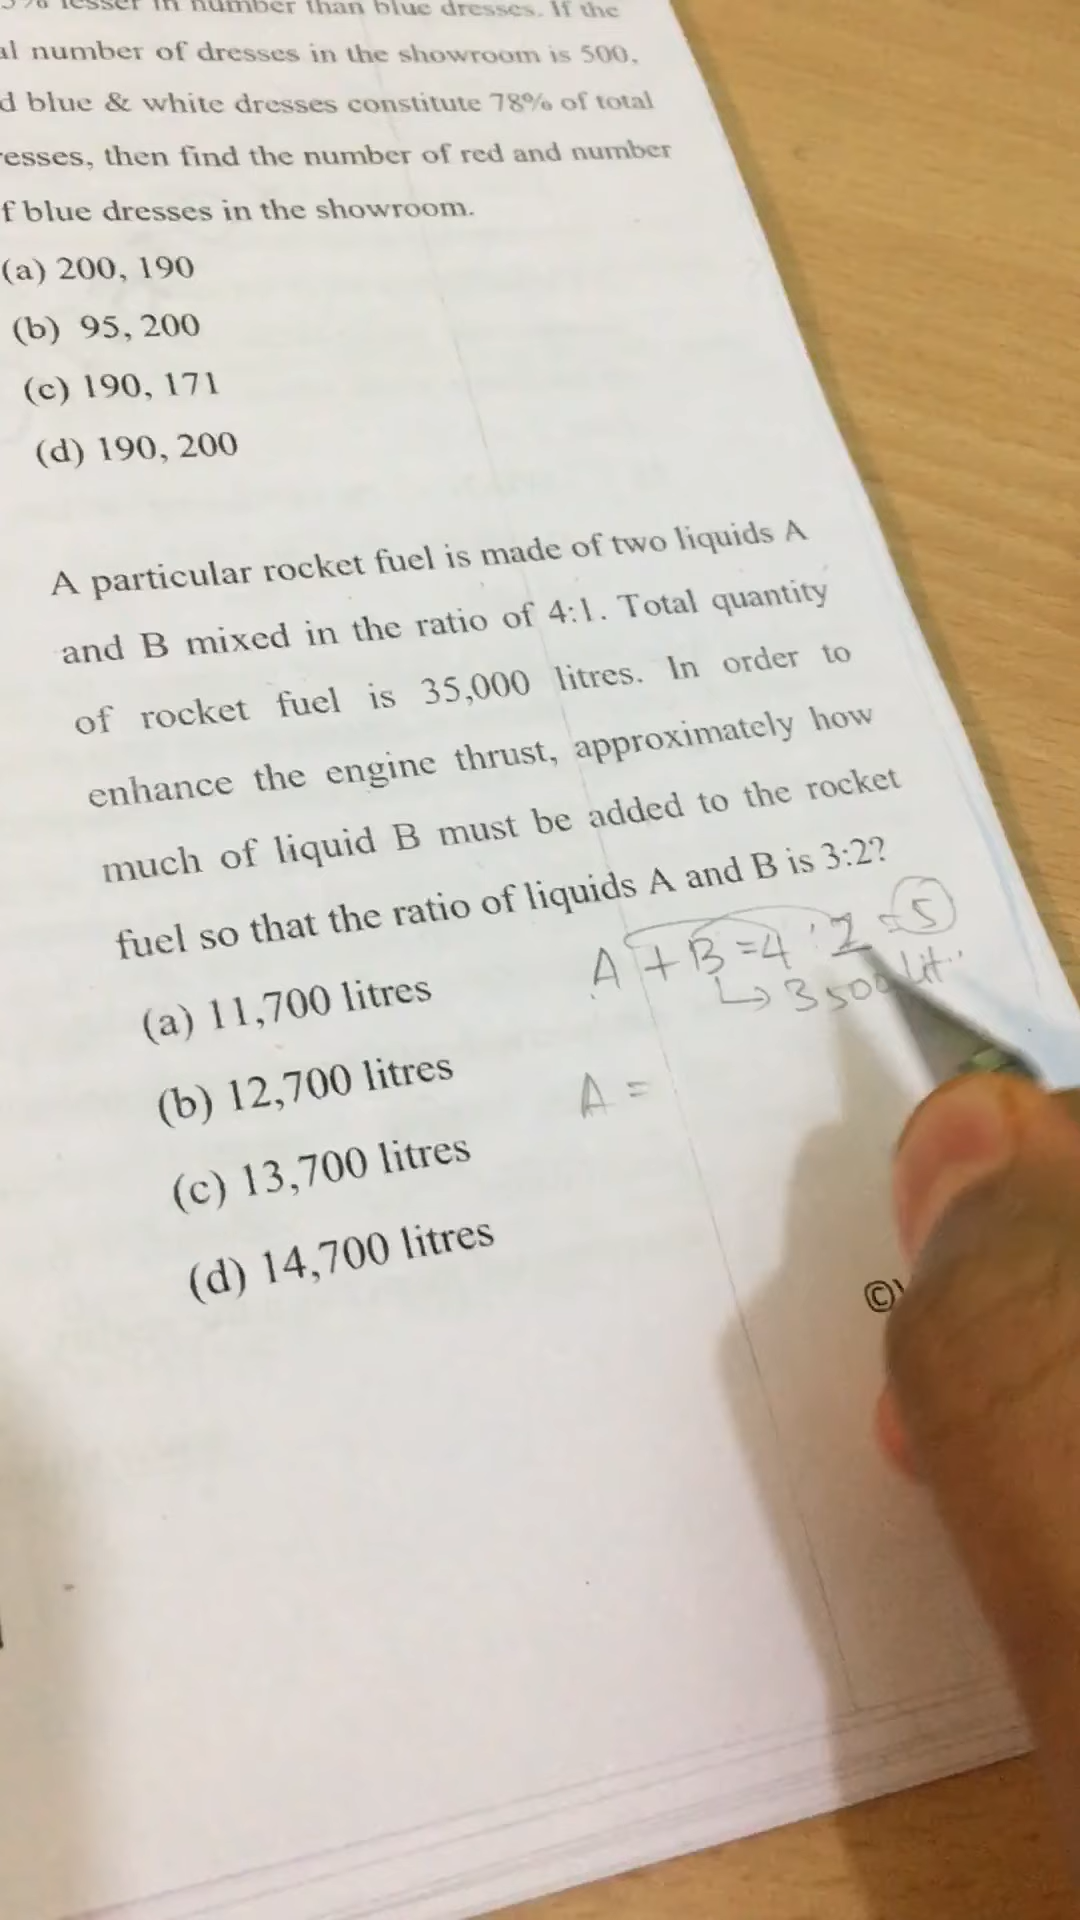 lesser in number than blue dresses. If the
number of dresses in the showroom is 500,
blue & white dresses constitute 78% of total
then find the number of red and number
blue dresses in the showroom.
(a) 200, 190
(b) 95, 200
(c) 190, 171
(d) 190, 200
A particular rocket fuel is made of two liquids A
and B mixed in the ratio of 4:1. Total quantity
of rocket fuel is 35,000 litres. In order to
enhance the engine thrust, approximately how
much of liquid B must be added to the rocket
fuel so that the ratio of liquids A and B is 3:2?
A + B = 4 : = 5
(a) 11,700 litres
(b) 12,700 litres
A =
(c) 13,700 litres
(d) 14,700 litres
©